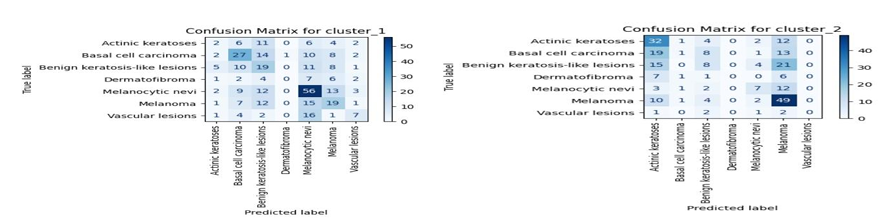 Confusion Matrix for cluster_1
True label
Actinic keratoses 2 6 11 0 6 4 2
Basal cell carcinoma 2 27 14 1 10 8 2
Benign keratosis-like lesions 5 10 19 0 11 8 1
Dermatofibroma 1 2 4 0 7 6 2
Melanocytic nevi 2 9 12 0 56 13 3
Melanoma 1 7 12 0 15 19 1
Vascular lesions 1 4 2 0 16 1 7
Actinic keratoses
Basal cell carcinoma
Benign keratosis-like lesions
Dermatofibroma
Melanocytic nevi
Melanoma
Vascular lesions
Predicted label
50
40
30
20
10
0
Confusion Matrix for cluster_2
True label
Actinic keratoses 32 1 4 0 2 12 0
Basal cell carcinoma 19 1 8 0 1 13 0
Benign keratosis-like lesions 15 0 8 0 4 21 0
Dermatofibroma 7 1 1 0 0 6 0
Melanocytic nevi 3 1 2 0 7 12 0
Melanoma 10 1 4 0 2 49 0
Vascular lesions 1 0 2 0 1 2 0
Actinic keratoses
Basal cell carcinoma
Benign keratosis-like lesions
Dermatofibroma
Melanocytic nevi
Melanoma
Vascular lesions
Predicted label
40
30
20
10
0